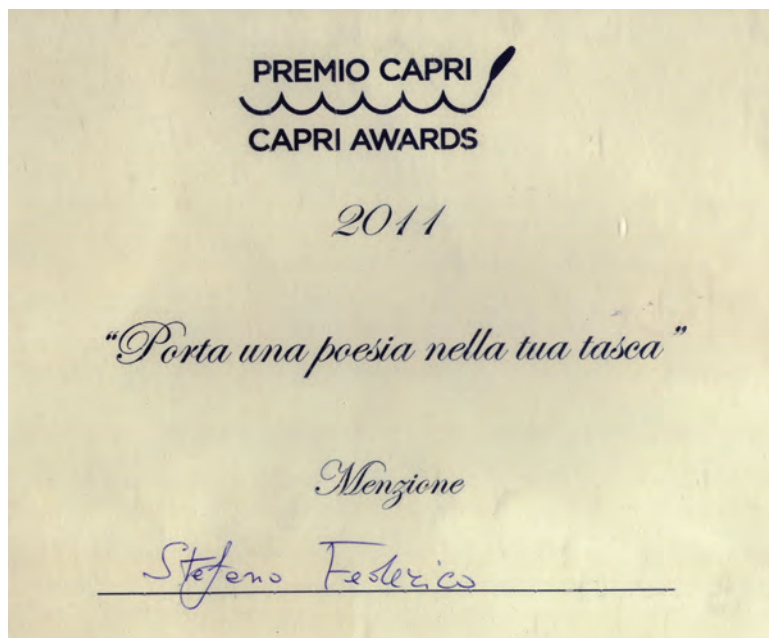 PREMIO CAPRI
CAPRI AWARDS
2011
“Porta una poesia nella tua tasca”
Menzione
Stefano Federico